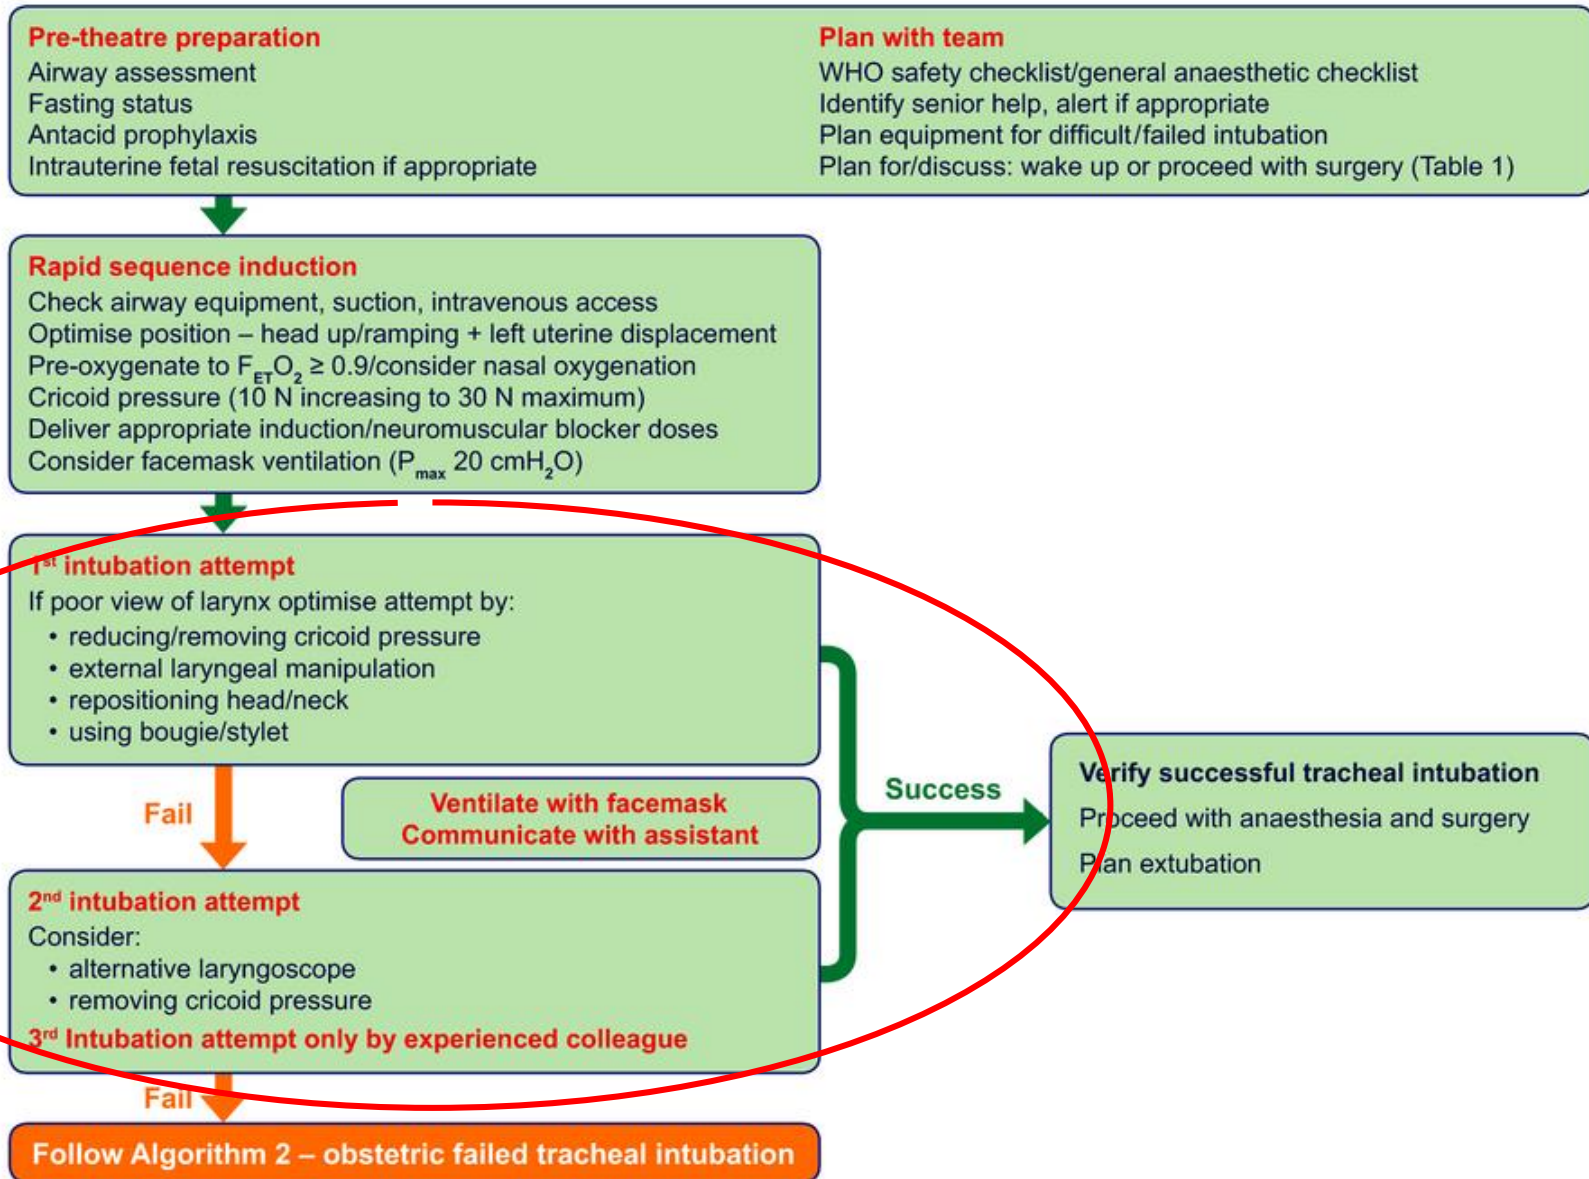 Pre-theatre preparation
Airway assessment
Fasting status
Antacid prophylaxis
Intrauterine fetal resuscitation if appropriate
Plan with team
WHO safety checklist/general anaesthetic checklist
Identify senior help, alert if appropriate
Plan equipment for difficult/failed intubation
Plan for/discuss: wake up or proceed with surgery (Table 1)
Rapid sequence induction
Check airway equipment, suction, intravenous access
Optimise position – head up/ramping + left uterine displacement
Pre-oxygenate to FETO2 ≥ 0.9/consider nasal oxygenation
Cricoid pressure (10 N increasing to 30 N maximum)
Deliver appropriate induction/neuromuscular blocker doses
Consider facemask ventilation (Pmax 20 cmH2O)
1st intubation attempt
If poor view of larynx optimise attempt by:
• reducing/removing cricoid pressure
• external laryngeal manipulation
• repositioning head/neck
• using bougie/stylet
Fail
Ventilate with facemask
Communicate with assistant
Success
Verify successful tracheal intubation
Proceed with anaesthesia and surgery
Plan extubation
2nd intubation attempt
Consider:
• alternative laryngoscope
• removing cricoid pressure
3rd Intubation attempt only by experienced colleague
Fail
Follow Algorithm 2 – obstetric failed tracheal intubation